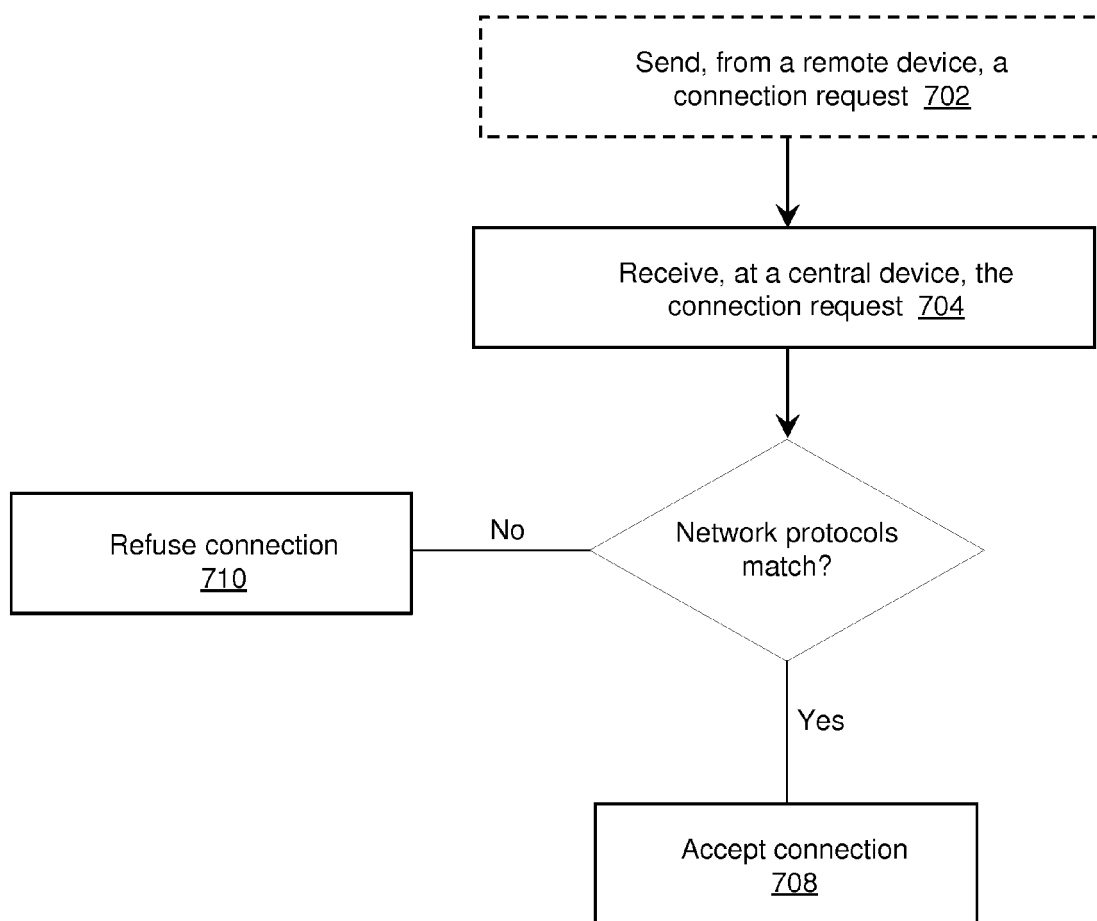 Send, from a remote device, a
connection request 702
Receive, at a central device, the
connection request 704
Network protocols
match?
No
Refuse connection
710
Yes
Accept connection
708